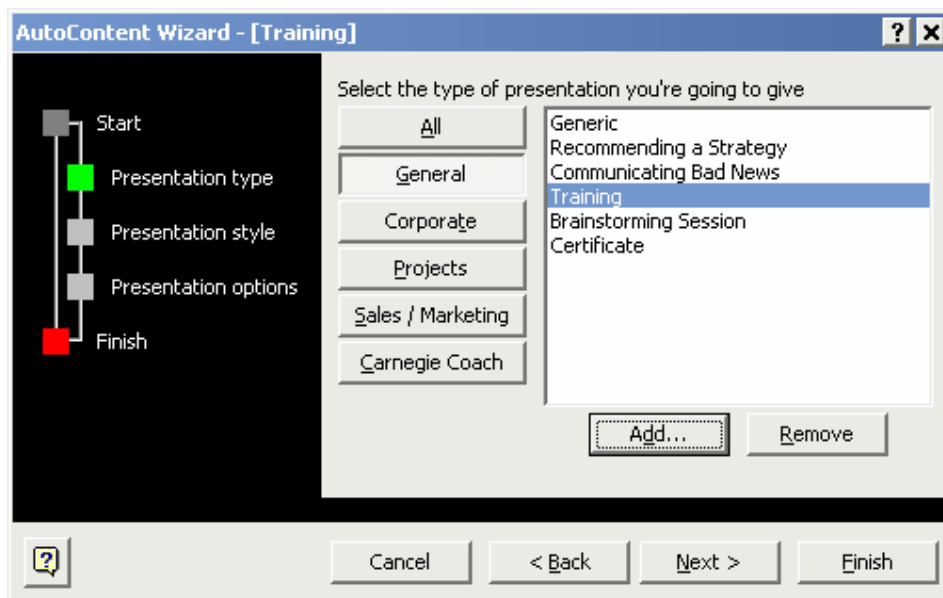 AutoContent Wizard - [Training]
Start
Presentation type
Presentation style
Presentation options
Finish
Select the type of presentation you're going to give
All
General
Corporate
Projects
Sales / Marketing
Carnegie Coach
Generic
Recommending a Strategy
Communicating Bad News
Training
Brainstorming Session
Certificate
Add...
Remove
Cancel
< Back
Next >
Finish